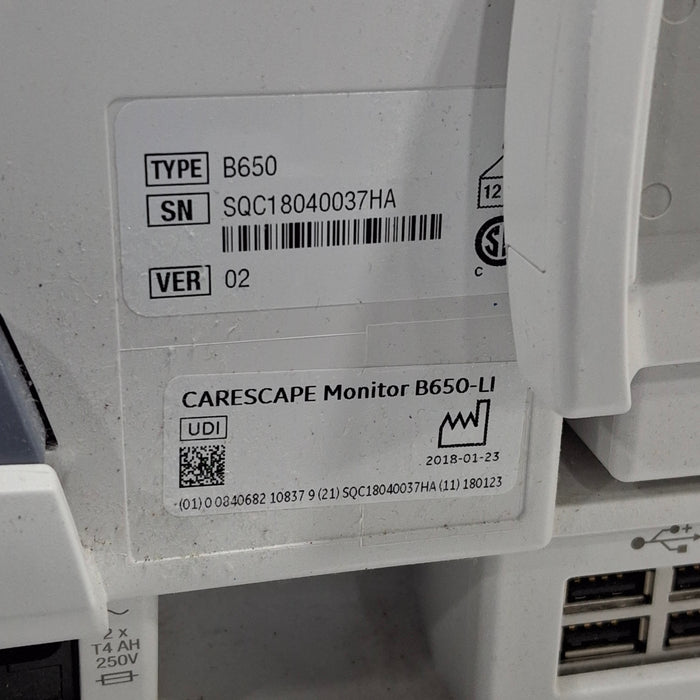 TYPE B650
SN SQC18040037HA
12
C
VER 02
CARESCAPE Monitor B650-LI
UDI
2018-01-23
(01) 0 0840682 10837 9 (21) SQC18040037HA (11) 180123
2 x
T4 AH
250V